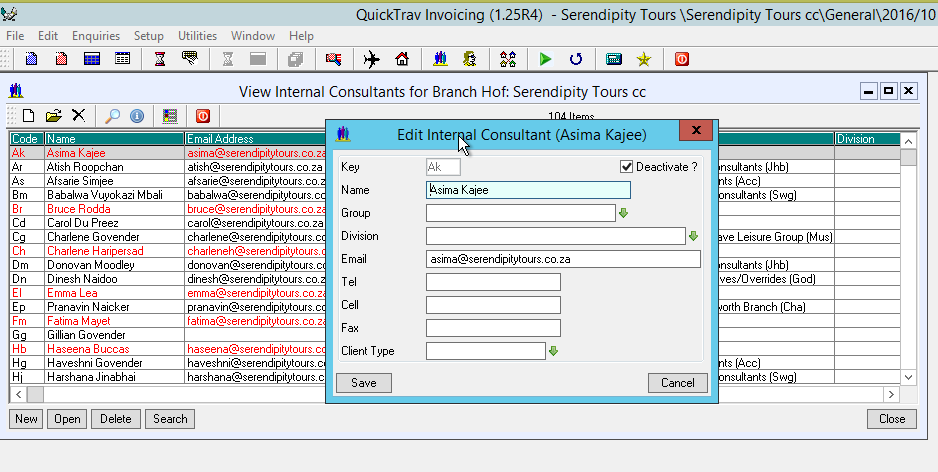 QuickTrav Invoicing (1.25R4) - Serendipity Tours \Serendipity Tours cc\General\2016/10
File Edit Enquiries Setup Utilities Window Help
View Internal Consultants for Branch Hof: Serendipity Tours cc
104 Items
Code Name Email Address Division
Ak Asima Kajee asima@serendipitytours.co.za
Ar Atish Roopchan atish@serendipitytours.co.za nsultants (Jhb)
As Afsarie Simjee afsarie@serendipitytours.co.za nts (Acc)
Bm Babalwa Vuyokazi Mbali babalwa@serendipitytours.co.z onsultants (Swg)
Br Bruce Rodda bruce@serendipitytours.co.za
Cd Carol Du Preez carol@serendipitytours.co.za
Cg Charlene Govender charlene@serendipitytours.co.z ave Leisure Group (Mus)
Ch Charlene Haripersad charleneh@serendipitytours.co.
Dm Donovan Moodley donovan@serendipitytours.co.z nsultants (Jhb)
Dn Dinesh Naidoo dinesh@serendipitytours.co.za ves/Overrides (God)
El Emma Lea emma@serendipitytours.co.za
Ep Pranavin Naicker pranavin@serendipitytours.co.z worth Branch (Cha)
Fm Fatima Mayet fatima@serendipitytours.co.za
Gg Gillian Govender
Hb Haseena Buccas haseena@serendipitytours.co.z
Hg Haveshni Govender haveshni@serendipitytours.co.z nts (Acc)
Hj Harshana Jinabhai harshana@serendipitytours.co.z onsultants (Swg)
New Open Delete Search Close
Edit Internal Consultant (Asima Kajee)
Key Ak Deactivate ?
Name Asima Kajee
Group
Division
Email asima@serendipitytours.co.za
Tel
Cell
Fax
Client Type
Save Cancel